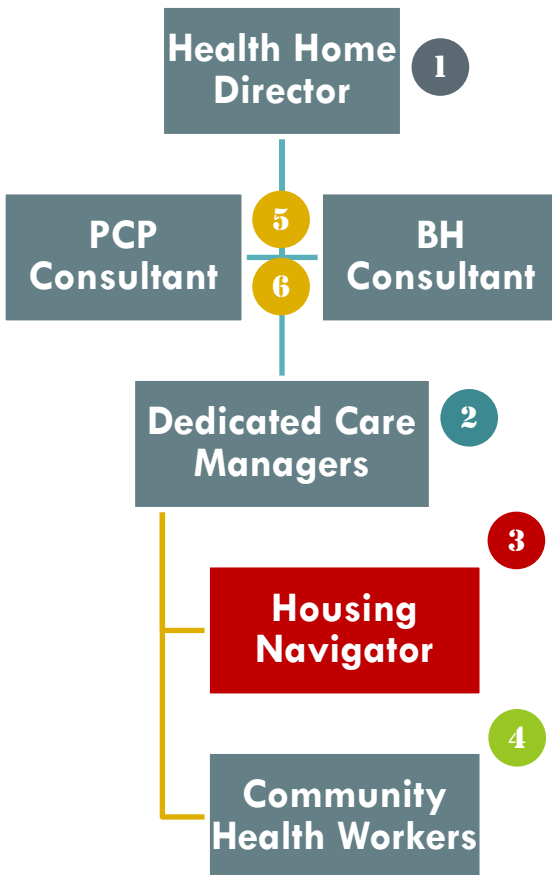 Health Home
Director
1
PCP
Consultant
5
6
BH
Consultant
Dedicated Care
Managers
2
3
Housing
Navigator
4
Community
Health Workers